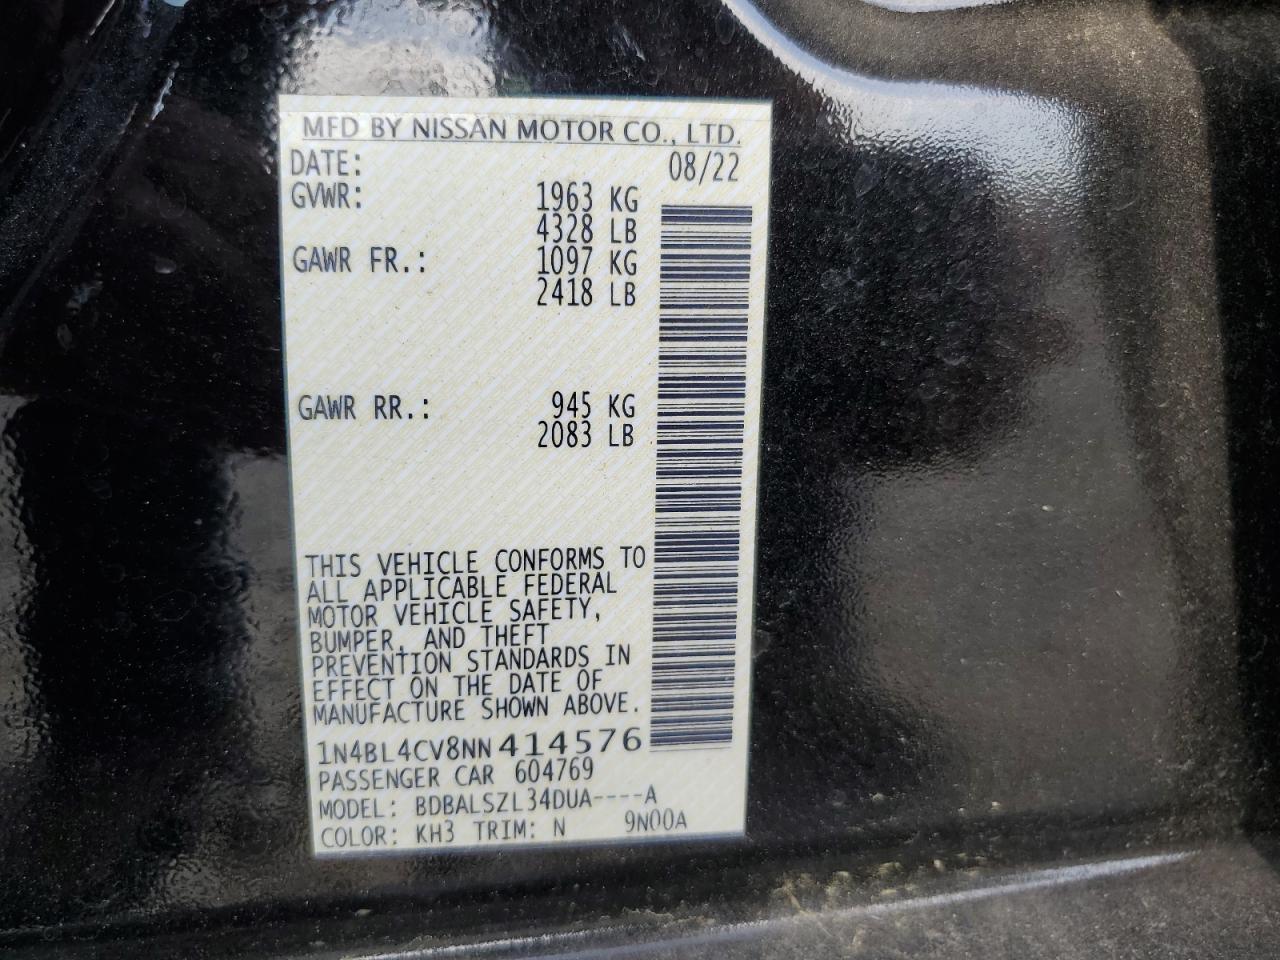 MFD BY NISSAN MOTOR CO., LTD.
DATE: 08/22
GVWR: 1963 KG
4328 LB
GAWR FR.: 1097 KG
2418 LB
GAWR RR.: 945 KG
2083 LB
THIS VEHICLE CONFORMS TO
ALL APPLICABLE FEDERAL
MOTOR VEHICLE SAFETY,
BUMPER, AND THEFT
PREVENTION STANDARDS IN
EFFECT ON THE DATE OF
MANUFACTURE SHOWN ABOVE.
1N4BL4CV8NN414576
PASSENGER CAR 604769
MODEL: BDBALSZL34DUA----A
COLOR: KH3 TRIM: N 9N00A